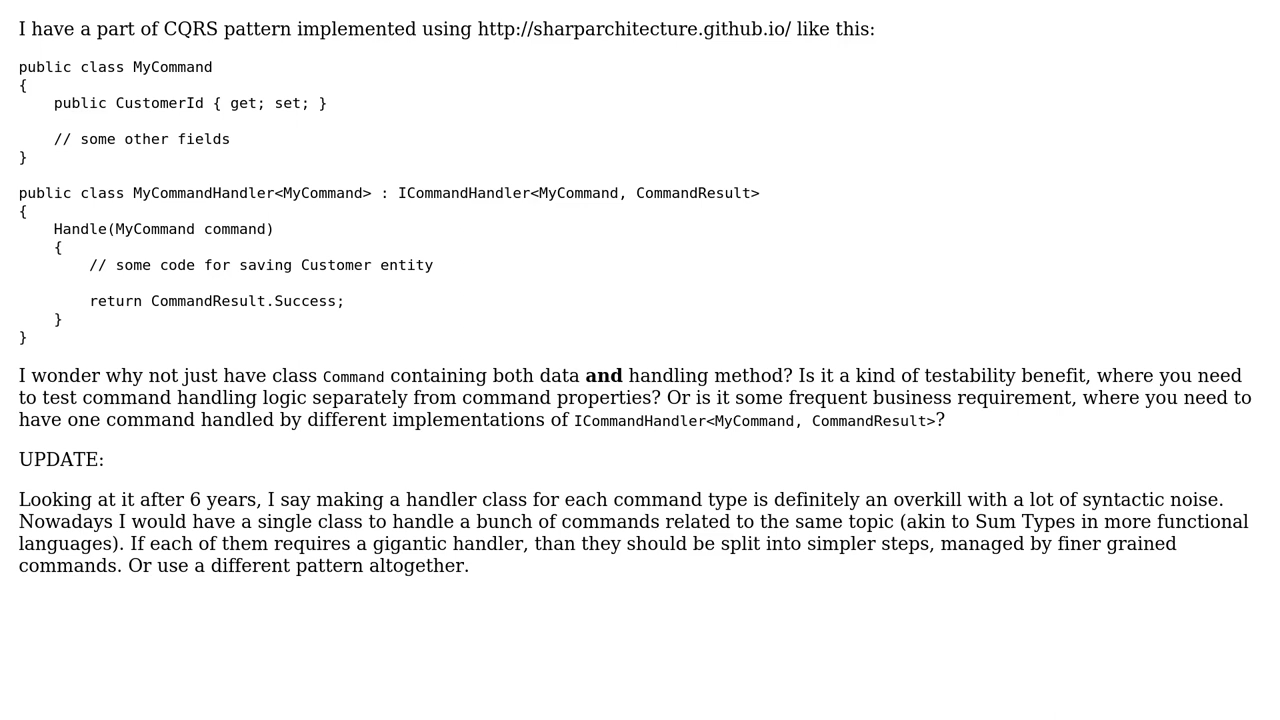 I have a part of CQRS pattern implemented using http://sharparchitecture.github.io/ like this:
public class MyCommand
{
    public CustomerId { get; set; }

    // some other fields
}

public class MyCommandHandler<MyCommand> : ICommandHandler<MyCommand, CommandResult>
{
    Handle(MyCommand command)
    {
        // some code for saving Customer entity

        return CommandResult.Success;
    }
}
I wonder why not just have class Command containing both data and handling method? Is it a kind of testability benefit, where you need
to test command handling logic separately from command properties? Or is it some frequent business requirement, where you need to
have one command handled by different implementations of ICommandHandler<MyCommand, CommandResult>?
UPDATE:
Looking at it after 6 years, I say making a handler class for each command type is definitely an overkill with a lot of syntactic noise.
Nowadays I would have a single class to handle a bunch of commands related to the same topic (akin to Sum Types in more functional
languages). If each of them requires a gigantic handler, than they should be split into simpler steps, managed by finer grained
commands. Or use a different pattern altogether.